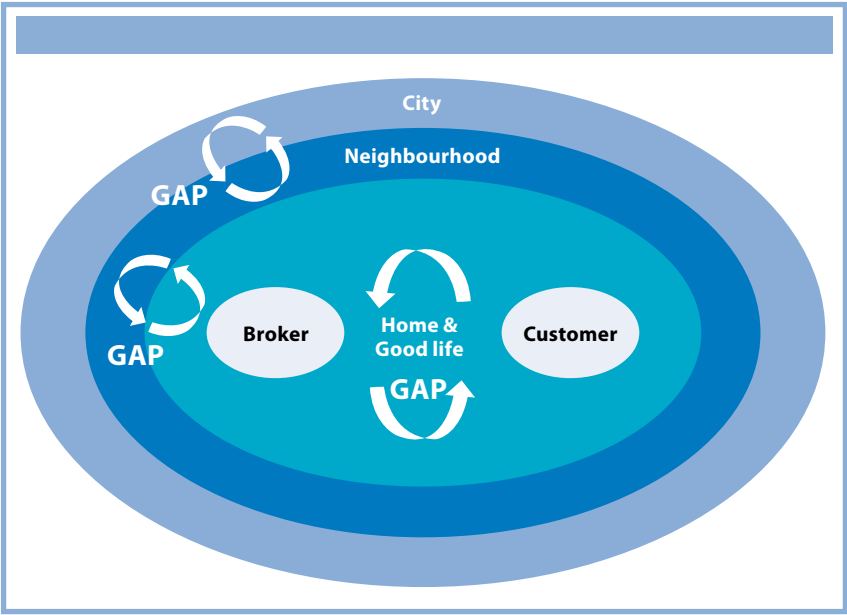 City
Neighbourhood
GAP
GAP
Broker
Home &
Good life
GAP
Customer